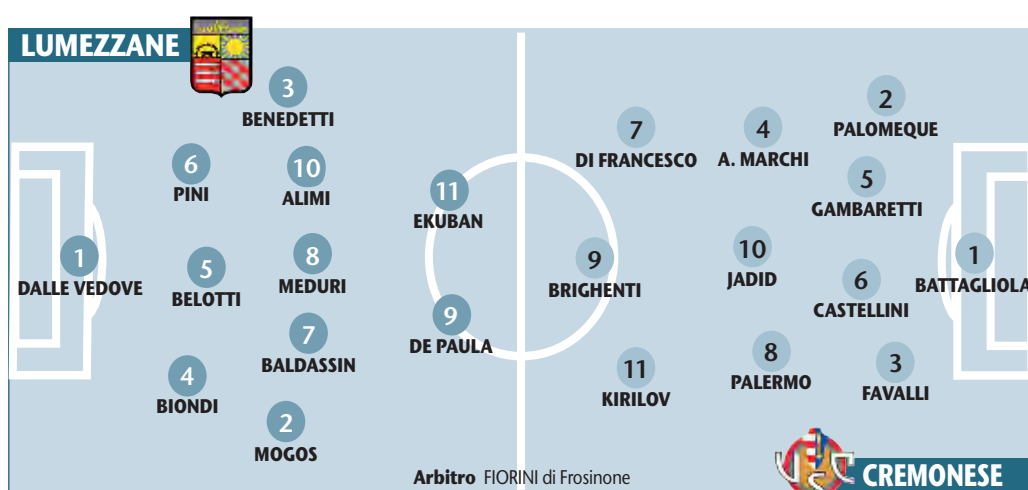 LUMEZZANE
3
BENEDETTI
6
PINI
10
ALIMI
11
EKUBAN
1
DALLE VEDOVE
5
BELOTTI
8
MEDURI
9
DE PAULA
7
BALDASSIN
4
BIONDI
2
MOGOS
7
DI FRANCESCO
4
A. MARCHI
2
PALOMEQUE
5
GAMBARETTI
9
BRIGHENTI
10
JADID
6
CASTELLINI
1
BATTAGLIOLA
11
KIRILOV
8
PALERMO
3
FAVALLI
Arbitro FIORINI di Frosinone
CREMONESE